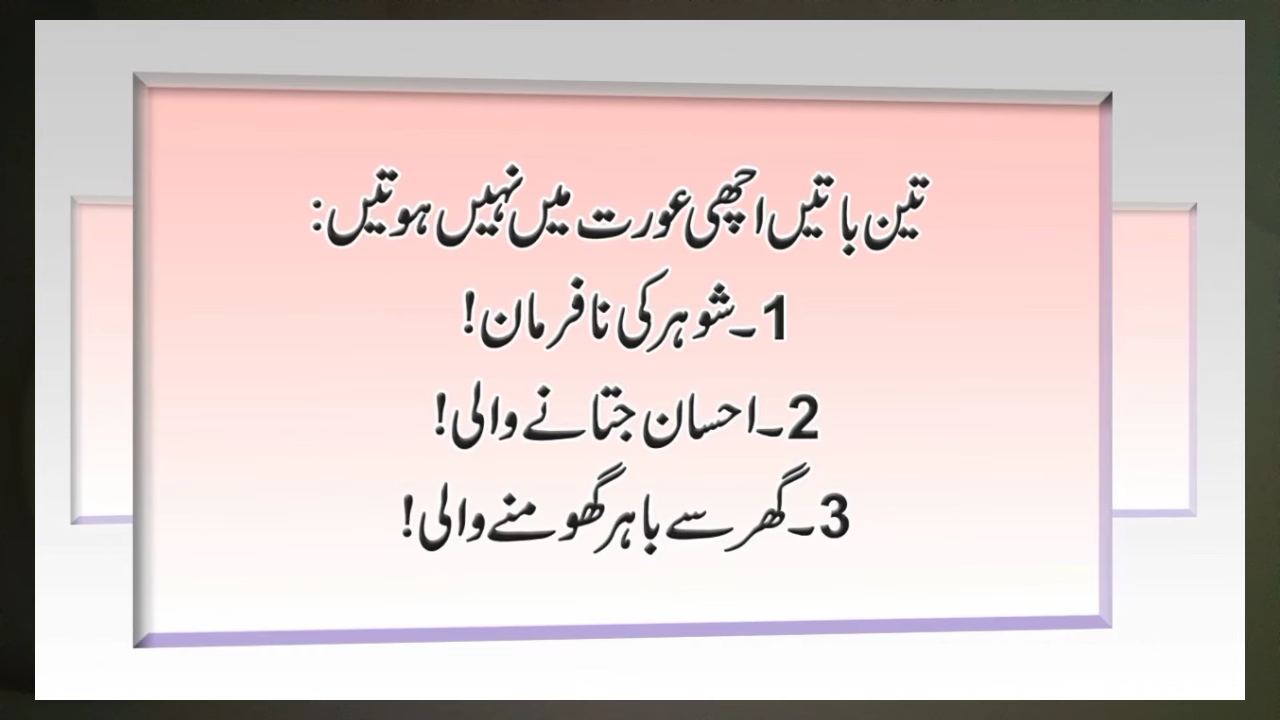 تین باتیں اچھی عورت میں نہیں ہوتیں:
1۔شوہر کی نافرمان!
2۔احسان جتانے والی!
3۔گھر سے باہر گھومنے والی!